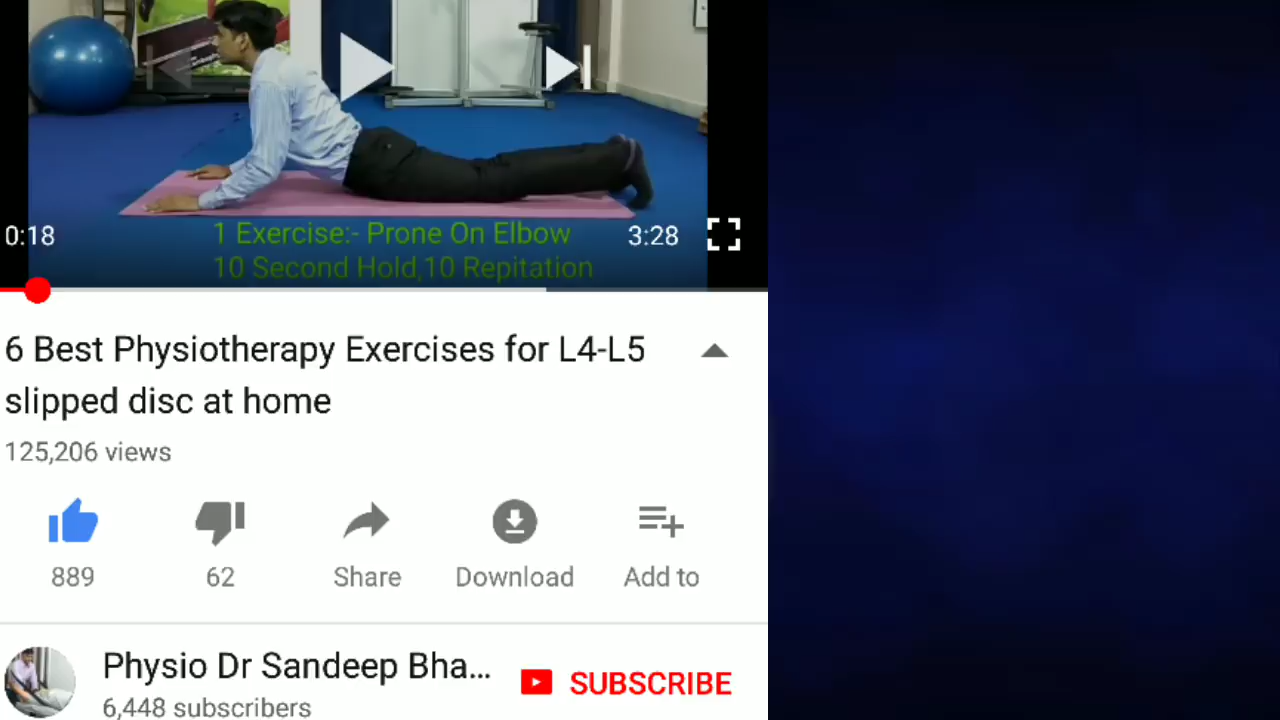 0:18
1 Exercise:- Prone On Elbow
3:28
10 Second Hold,10 Repitation
6 Best Physiotherapy Exercises for L4-L5
slipped disc at home
125,206 views
889
62
Share
Download
Add to
Physio Dr Sandeep Bha...
SUBSCRIBE
6,448 subscribers